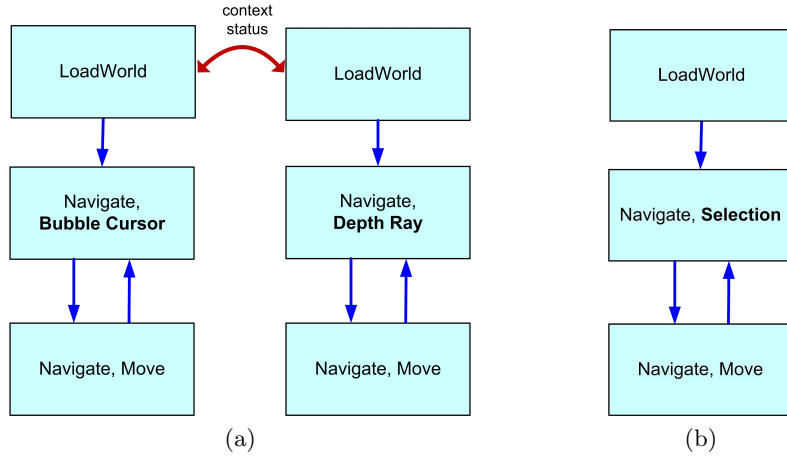 context
status
LoadWorld
LoadWorld
LoadWorld
Navigate,
Bubble Cursor
Navigate,
Depth Ray
Navigate, Selection
Navigate, Move
Navigate, Move
Navigate, Move
(a)
(b)